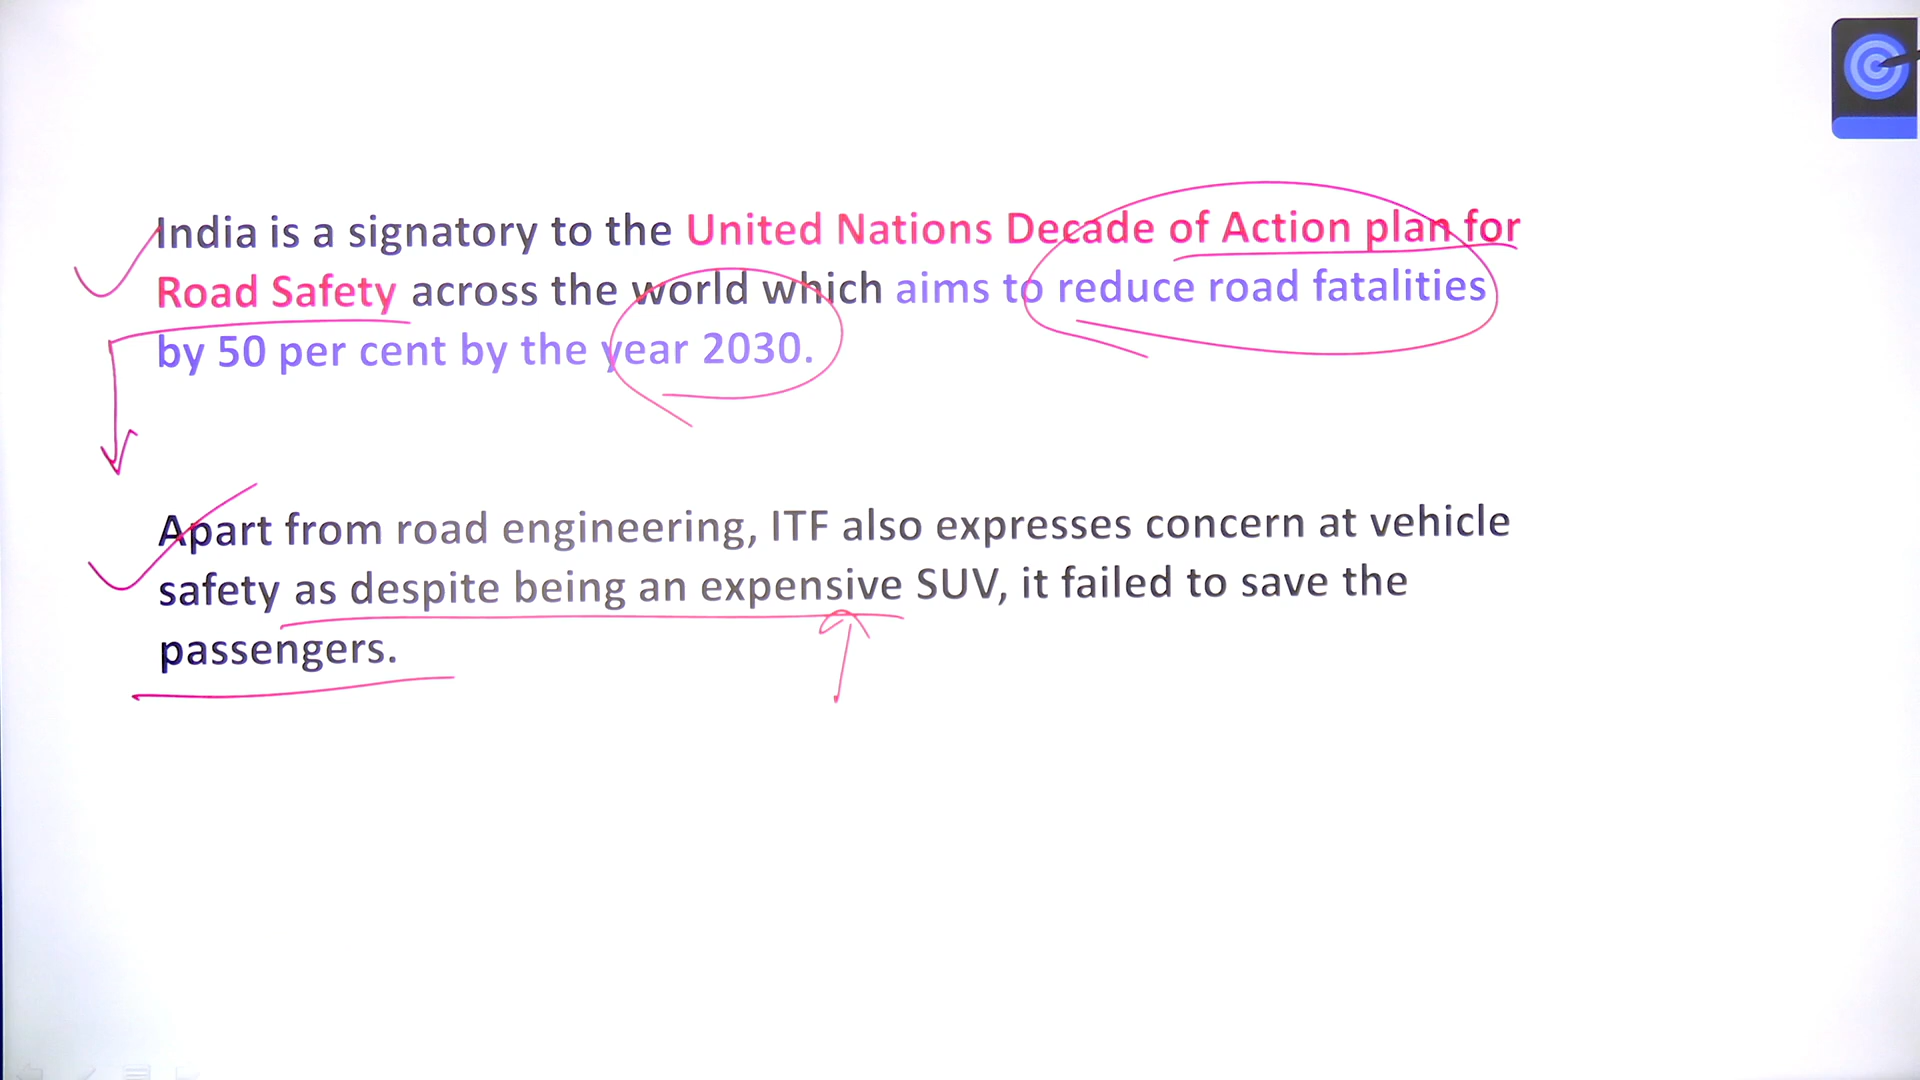 India is a signatory to the United Nations Decade of Action plan for
Road Safety across the world which aims to reduce road fatalities
by 50 per cent by the year 2030.
Apart from road engineering, ITF also expresses concern at vehicle
safety as despite being an expensive SUV, it failed to save the
passengers.